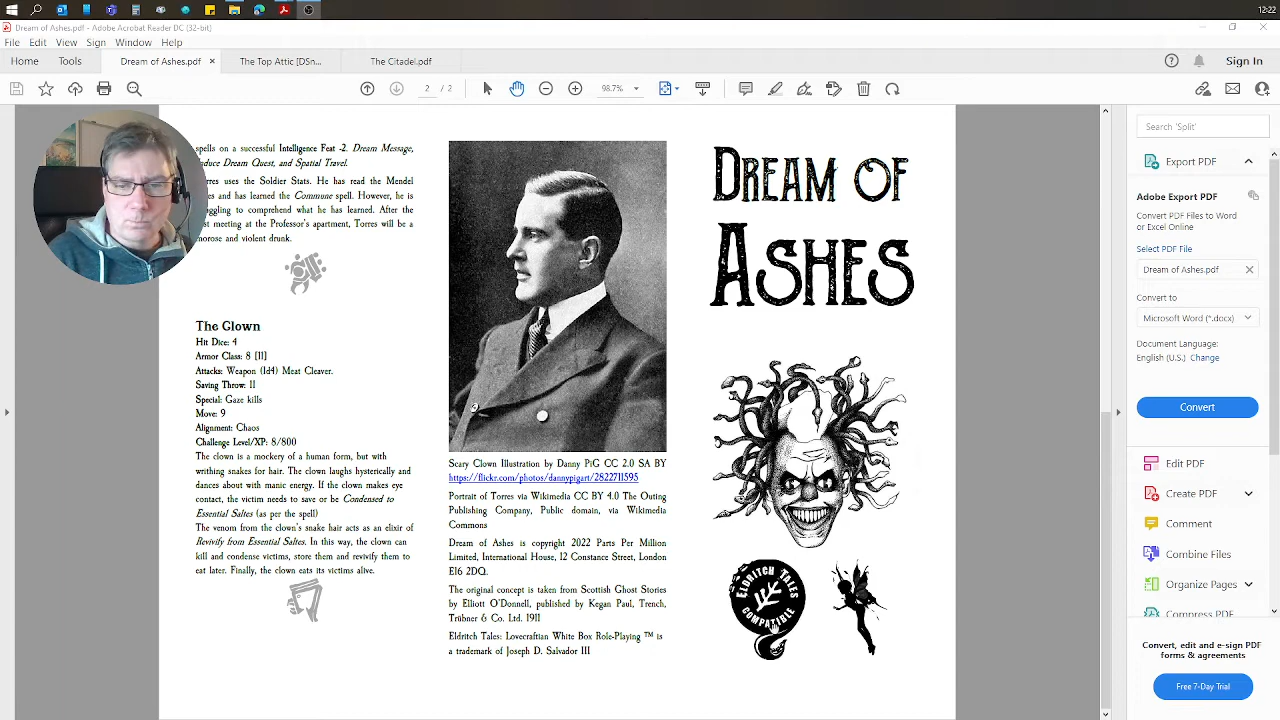 12:22
Dream of Ashes.pdf - Adobe Acrobat Reader DC (32-bit)
File Edit View Sign Window Help
Home Tools Dream of Ashes.pdf × The Top Attic [DSn... The Citadel.pdf Sign In
2 / 2 98.7%
spells on a successful Intelligence Feat -2. Dream Message,
Dream Quest, and Spatial Travel.
uses the Soldier Stats. He has read the Mendel
and has learned the Commune spell. However, he is
to comprehend what he has learned. After the
meeting at the Professor's apartment, Torres will be a
morose and violent drunk.
The Clown
Hit Dice: 4
Armor Class: 8 [11]
Attacks: Weapon (1d4) Meat Cleaver.
Saving Throw: 11
Special: Gaze kills
Move: 9
Alignment: Chaos
Challenge Level/XP: 8/800
The clown is a mockery of a human form, but with
writhing snakes for hair. The clown laughs hysterically and
dances about with manic energy. If the clown makes eye
contact, the victim needs to save or be Condensed to
Essential Saltes (as per the spell)
The venom from the clown's snake hair acts as an elixir of
Revivify from Essential Saltes. In this way, the clown can
kill and condense victims, store them and revivify them to
eat later. Finally, the clown eats its victims alive.
Scary Clown Illustration by Danny PiG CC 2.0 SA BY
https://flickr.com/photos/dannypigart/2822711595
Portrait of Torres via Wikimedia CC BY 4.0 The Outing
Publishing Company, Public domain, via Wikimedia
Commons
Dream of Ashes is copyright 2022 Parts Per Million
Limited, International House, 12 Constance Street, London
E16 2DQ.
The original concept is taken from Scottish Ghost Stories
by Elliott O'Donnell, published by Kegan Paul, Trench,
Trübner & Co. Ltd. 1911
Eldritch Tales: Lovecraftian White Box Role-Playing ™ is
a trademark of Joseph D. Salvador III
Dream of
Ashes
Eldritch Tales
Compatible
Search 'Split'
Export PDF
Adobe Export PDF
Convert PDF Files to Word
or Excel Online
Select PDF File
Dream of Ashes.pdf ×
Convert to
Microsoft Word (*.docx)
Document Language:
English (U.S.) Change
Convert
Edit PDF
Create PDF
Comment
Combine Files
Organize Pages
Compress PDF
Convert, edit and e-sign PDF
forms & agreements
Free 7-Day Trial